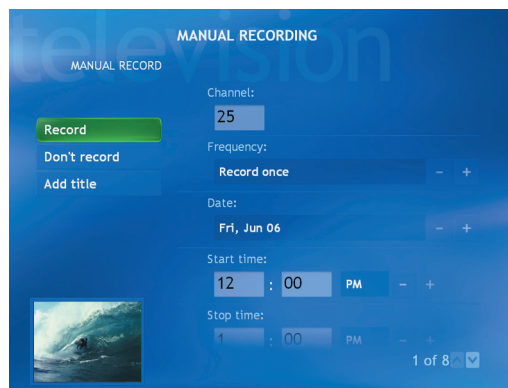 television
MANUAL RECORDING
MANUAL RECORD
Channel:
25
Record
Frequency:
Don't record
Record once - +
Add title
Date:
Fri, Jun 06 - +
Start time:
12 : 00 PM - +
Stop time:
1 : 00 PM - +
1 of 8